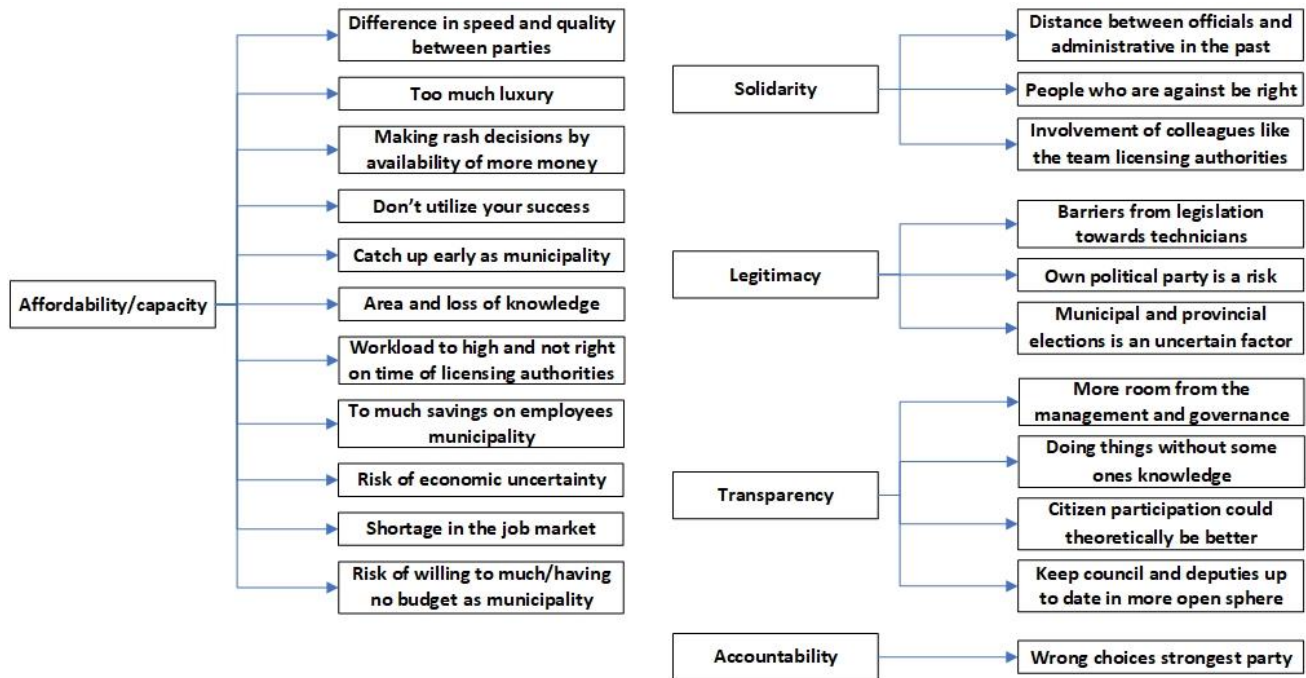 Affordability/capacity
Difference in speed and quality
between parties
Too much luxury
Making rash decisions by
availability of more money
Don't utilize your success
Catch up early as municipality
Area and loss of knowledge
Workload to high and not right
on time of licensing authorities
To much savings on employees
municipality
Risk of economic uncertainty
Shortage in the job market
Risk of willing to much/having
no budget as municipality
Solidarity
Distance between officials and
administrative in the past
People who are against be right
Involvement of colleagues like
the team licensing authorities
Legitimacy
Barriers from legislation
towards technicians
Own political party is a risk
Municipal and provincial
elections is an uncertain factor
Transparency
More room from the
management and governance
Doing things without some
ones knowledge
Citizen participation could
theoretically be better
Keep council and deputies up
to date in more open sphere
Accountability
Wrong choices strongest party